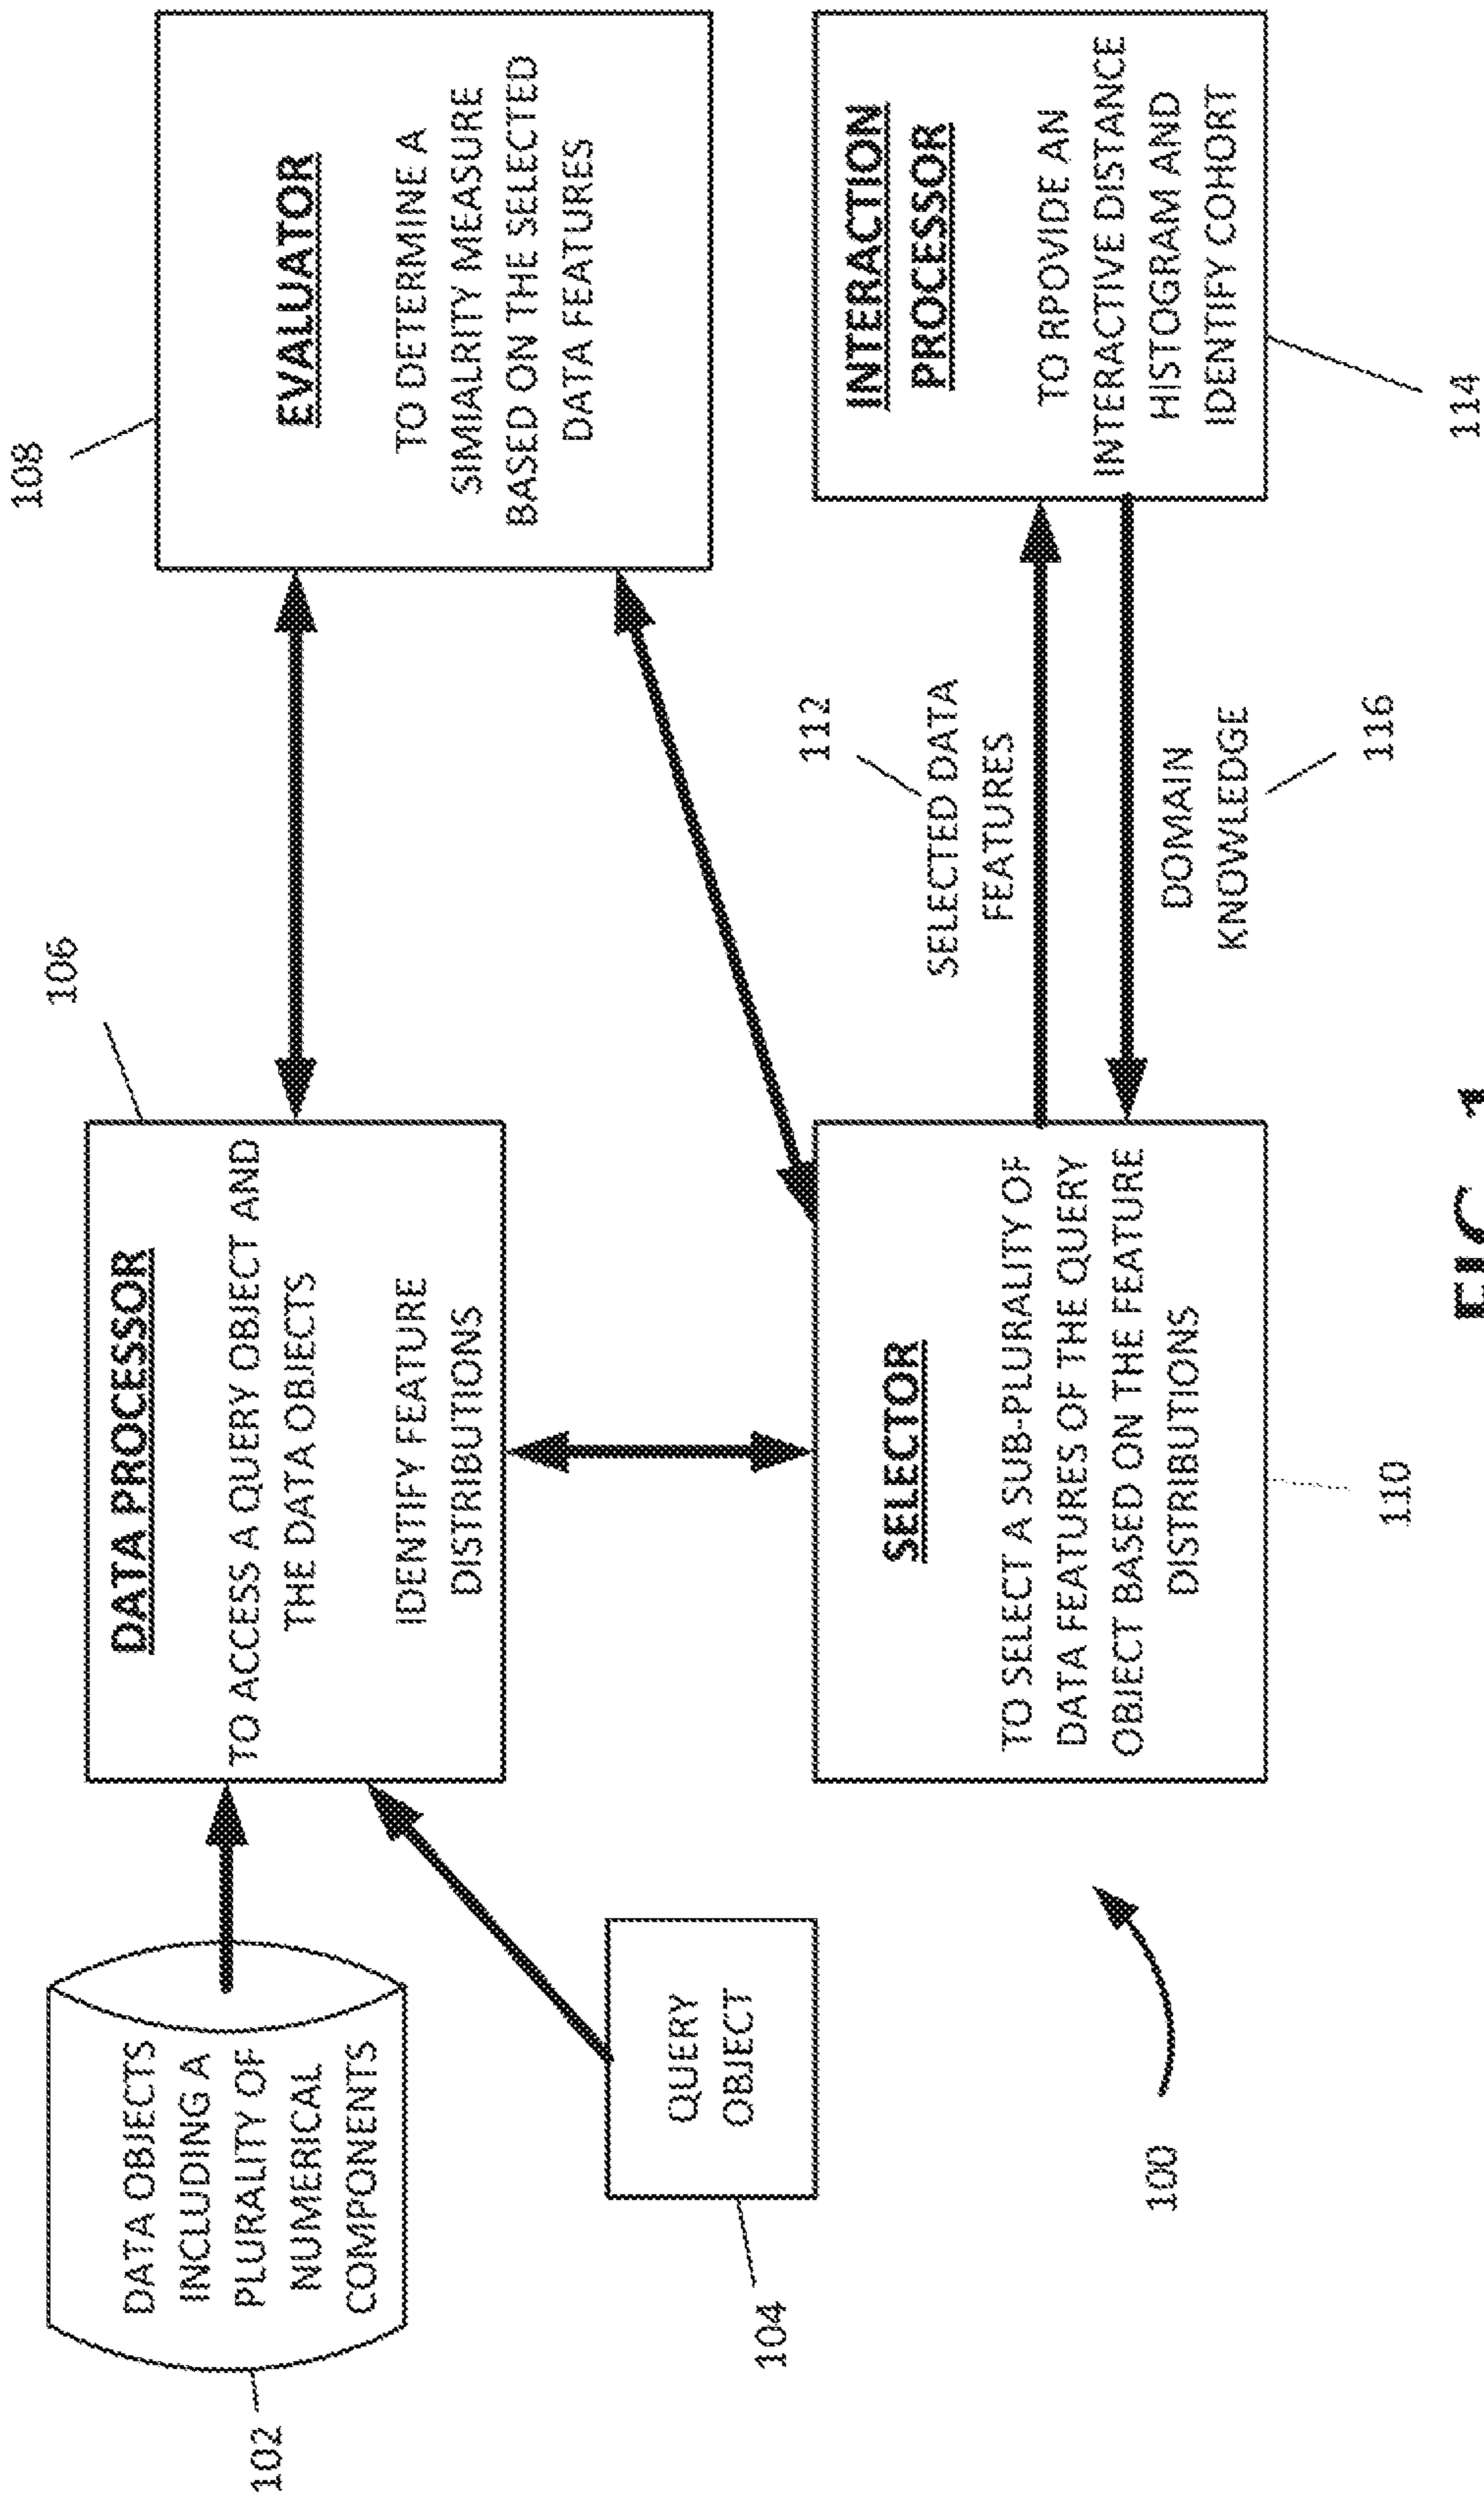 102
DATA OBJECTS
INCLUDING A
PLURALITY OF
NUMERICAL
COMPONENTS
104
QUERY
OBJECT
100
106
DATA PROCESSOR
TO ACCESS A QUERY OBJECT AND
THE DATA OBJECTS
IDENTIFY FEATURE
DISTRIBUTIONS
SELECTOR
TO SELECT A SUB-PLURALITY OF
DATA FEATURES OF THE QUERY
OBJECT BASED ON THE FEATURE
DISTRIBUTIONS
110
108
EVALUATOR
TO DETERMINE A
SIMIALRITY MEASURE
BASED ON THE SELECTED
DATA FEATURES
112
SELECTED DATA
FEATURES
DOMAIN
KNOWLEDGE
116
INTERACTION
PROCESSOR
TO RPOVIDE AN
INTERACTIVE DISTANCE
HISTOGRAM AND
IDENTIFY COHORT
114